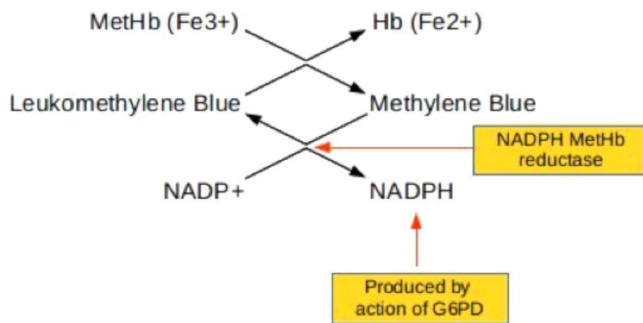 MetHb (Fe3+) Hb (Fe2+)
Leukomethylene Blue Methylene Blue
NADPH MetHb
reductase
NADP+ NADPH
Produced by
action of G6PD